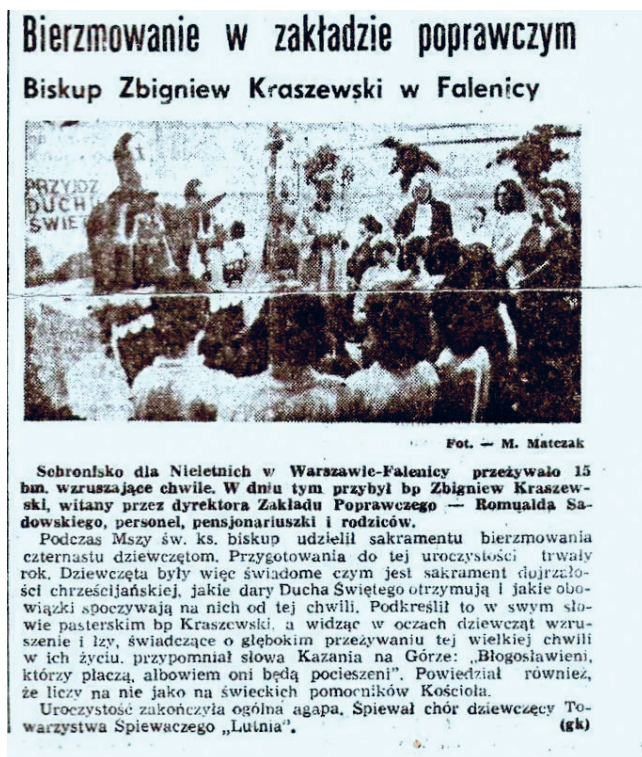 Bierzmowanie w zakładzie poprawczym
Biskup Zbigniew Kraszewski w Falenicy
PRZYJDŹ
DUCHU
ŚWIĘT
Fot. — M. Matczak
Schronisko dla Nieletnich w Warszawie-Falenicy przeżywało 15
bm. wzruszające chwile. W dniu tym przybył bp Zbigniew Kraszew-
ski, witany przez dyrektora Zakładu Poprawczego — Romualda Sa-
dowskiego, personel, pensjonariuszki i rodziców.
Podczas Mszy św. ks. biskup udzielił sakramentu bierzmowania
czternastu dziewczętom. Przygotowania do tej uroczystości trwały
rok. Dziewczęta były więc świadome czym jest sakrament dojrzało-
ści chrześcijańskiej, jakie dary Ducha Świętego otrzymują i jakie obo-
wiązki spoczywają na nich od tej chwili. Podkreślił to w swym sło-
wie pasterskim bp Kraszewski, a widząc w oczach dziewcząt wzru-
szenie i łzy, świadczące o głębokim przeżywaniu tej wielkiej chwili
w ich życiu. przypomniał słowa Kazania na Górze: „Błogosławieni,
którzy płaczą, albowiem oni będą pocieszeni". Powiedział również,
że liczy na nie jako na świeckich pomocników Kościoła.
Uroczystość zakończyła ogólna agapa. Śpiewał chór dziewczęcy To-
warzystwa Śpiewaczego „Lutnia". (gk)